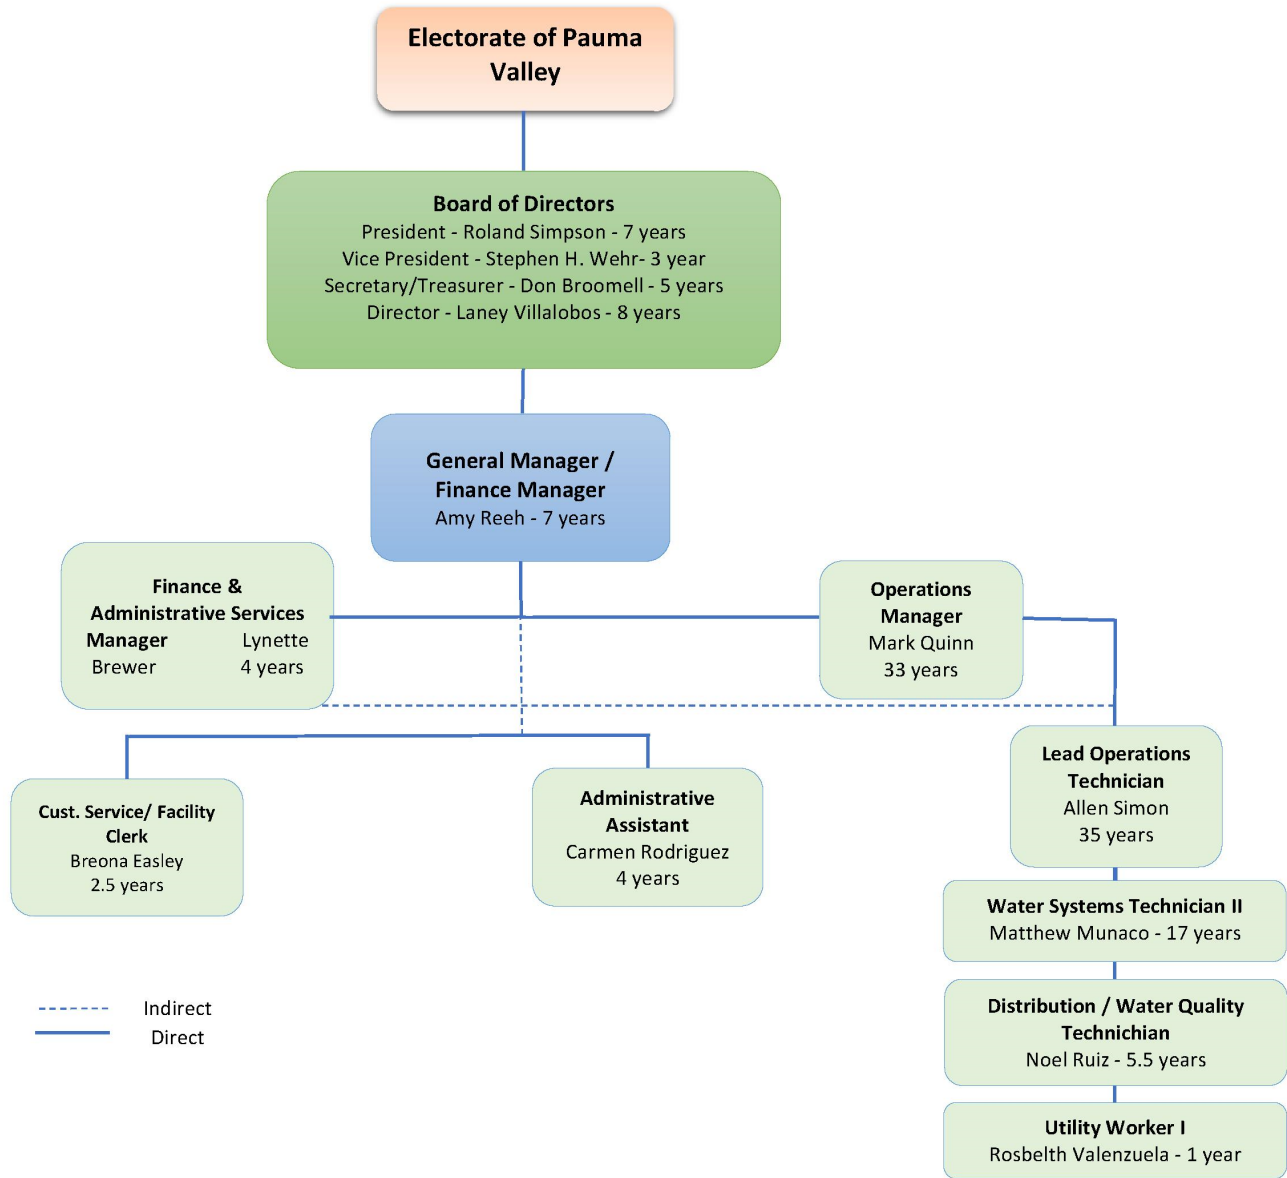 Electorate of Pauma
Valley
Board of Directors
President - Roland Simpson - 7 years
Vice President - Stephen H. Wehr- 3 year
Secretary/Treasurer - Don Broomell - 5 years
Director - Laney Villalobos - 8 years
General Manager /
Finance Manager
Amy Reeh - 7 years
Finance &
Administrative Services
Manager Lynette
Brewer 4 years
Operations
Manager
Mark Quinn
33 years
Cust. Service/ Facility
Clerk
Breona Easley
2.5 years
Administrative
Assistant
Carmen Rodriguez
4 years
Lead Operations
Technician
Allen Simon
35 years
Water Systems Technician II
Matthew Munaco - 17 years
Distribution / Water Quality
Technichian
Noel Ruiz - 5.5 years
Utility Worker I
Rosbelth Valenzuela - 1 year
Indirect
Direct